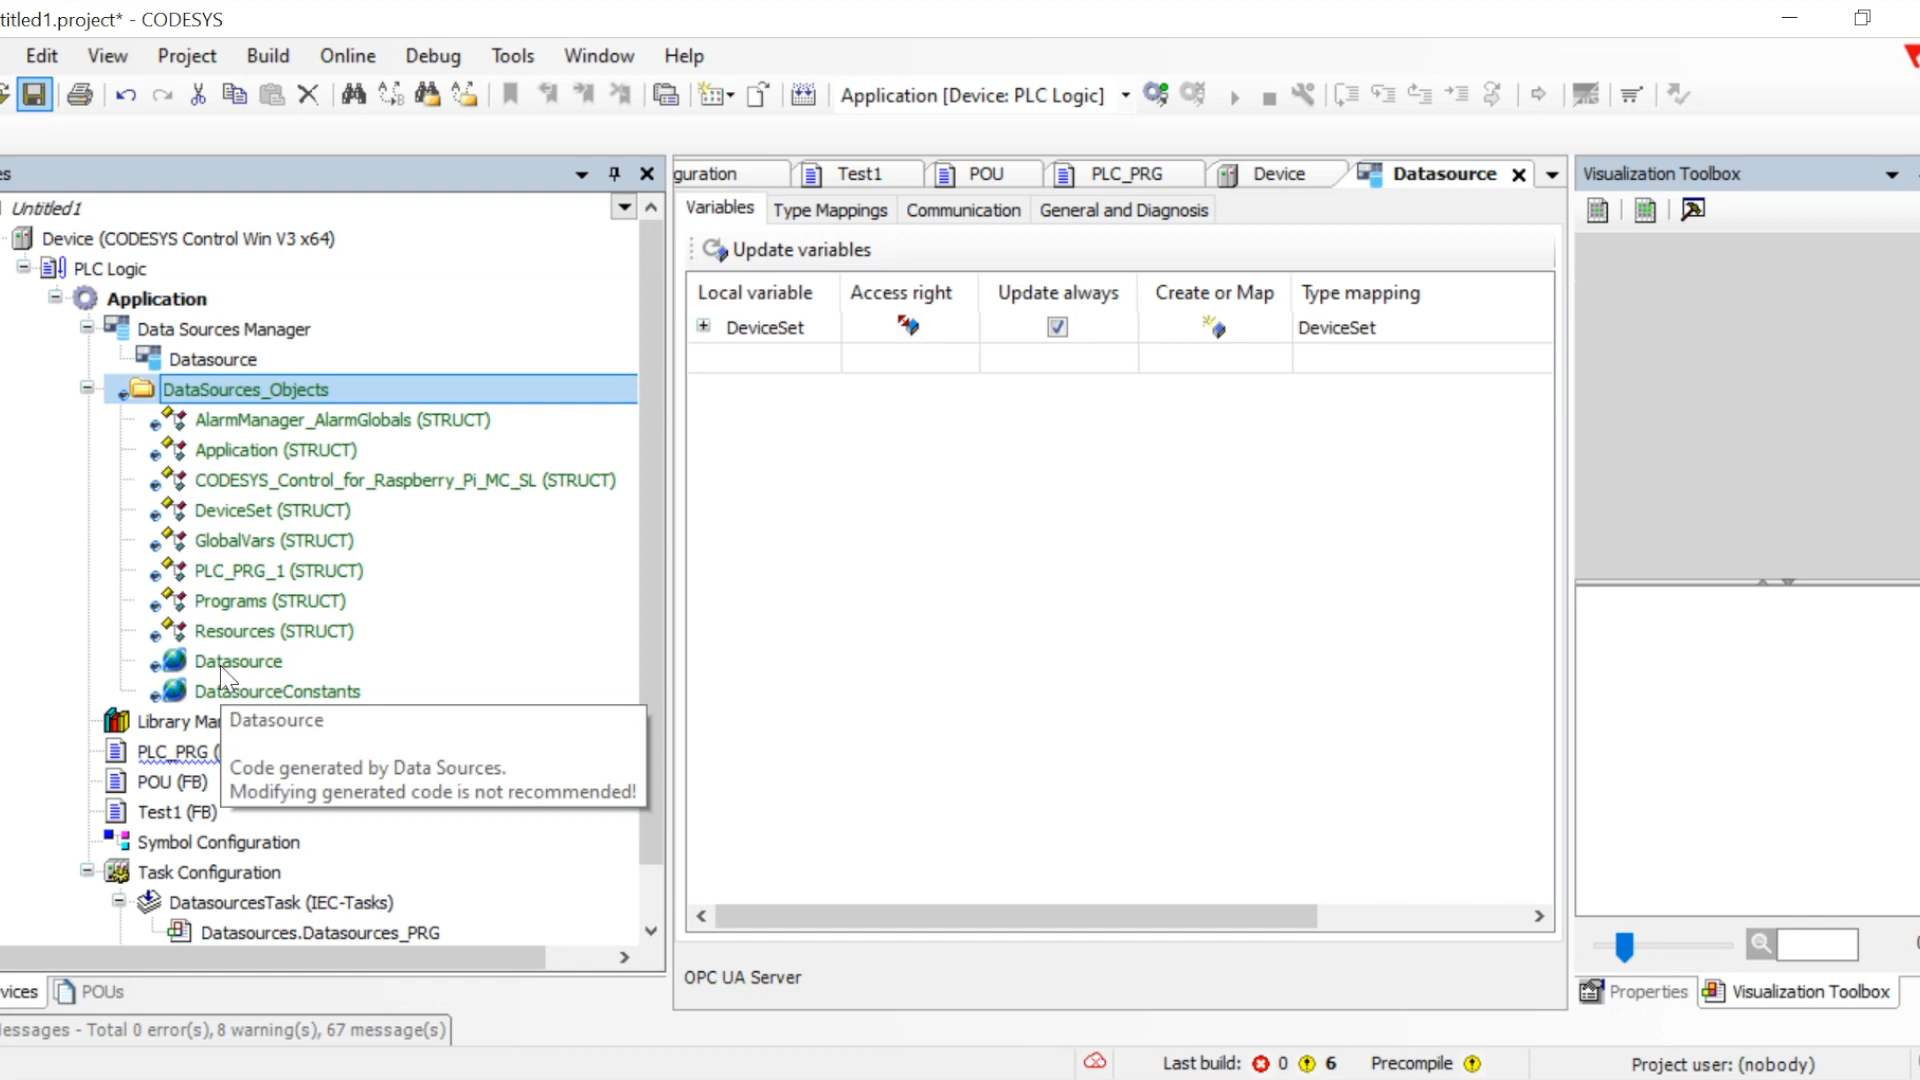 titled1.project* - CODESYS
Edit View Project Build Online Debug Tools Window Help
Application [Device: PLC Logic]
es
Untitled1
Device (CODESYS Control Win V3 x64)
PLC Logic
Application
Data Sources Manager
Datasource
DataSources_Objects
AlarmManager_AlarmGlobals (STRUCT)
Application (STRUCT)
CODESYS_Control_for_Raspberry_Pi_MC_SL (STRUCT)
DeviceSet (STRUCT)
GlobalVars (STRUCT)
PLC_PRG_1 (STRUCT)
Programs (STRUCT)
Resources (STRUCT)
Datasource
DatasourceConstants
Library Ma
PLC_PRG (
POU (FB)
Test1 (FB)
Datasource
Code generated by Data Sources.
Modifying generated code is not recommended!
Symbol Configuration
Task Configuration
DatasourcesTask (IEC-Tasks)
Datasources.Datasources_PRG
vices POUs
guration Test1 POU PLC_PRG Device Datasource
Variables Type Mappings Communication General and Diagnosis
Update variables
Local variable Access right Update always Create or Map Type mapping
DeviceSet DeviceSet
OPC UA Server
Visualization Toolbox
Properties Visualization Toolbox
lessages - Total 0 error(s), 8 warning(s), 67 message(s)
Last build: 0 6 Precompile Project user: (nobody)